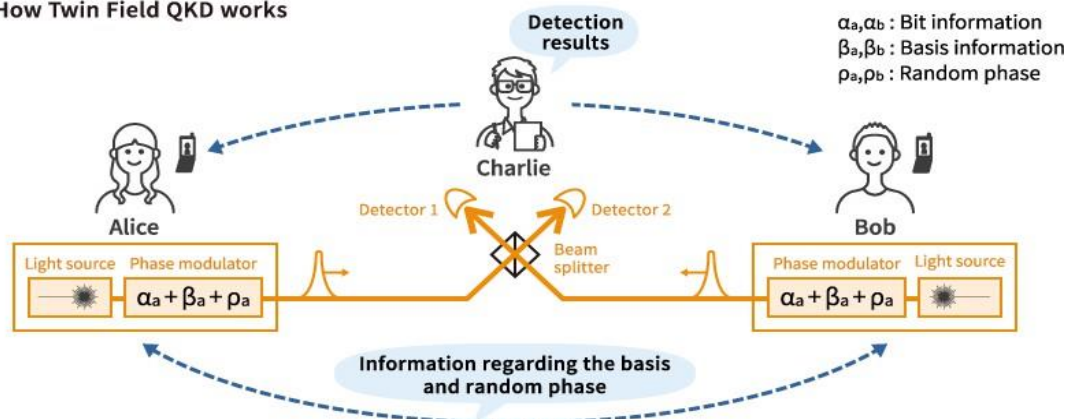 How Twin Field QKD works
Detection
results
αa,αb : Bit information
βa,βb : Basis information
ρa,ρb : Random phase
Charlie
Alice
Bob
Detector 1
Detector 2
Beam
splitter
Light source
Phase modulator
αa + βa + ρa
Phase modulator
Light source
αa + βa + ρa
Information regarding the basis
and random phase